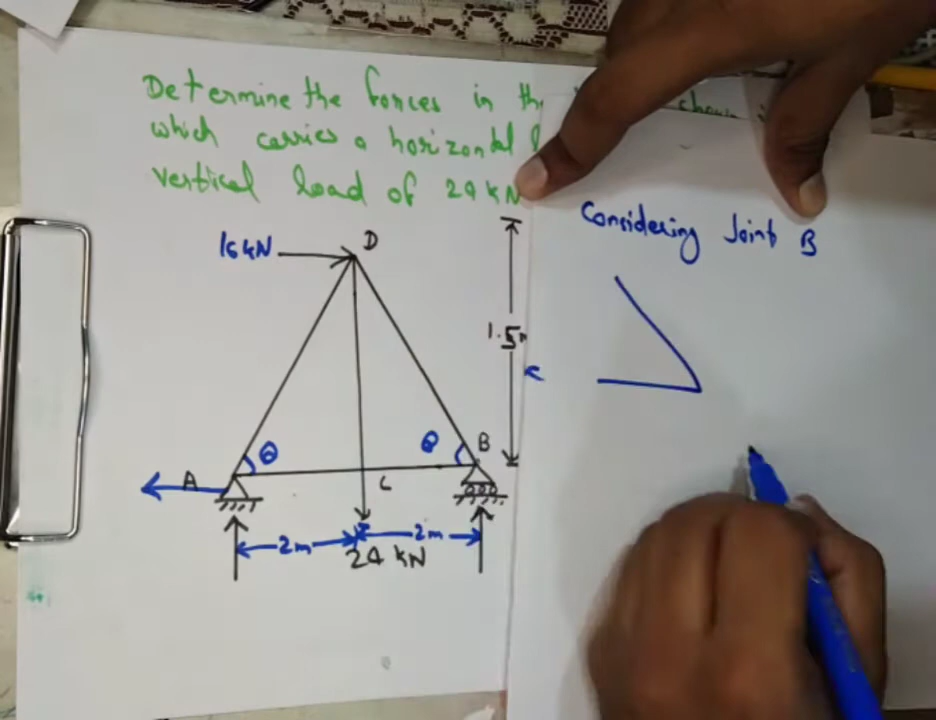 Determine the forces in the
which carries a horizontal
vertical load of 24 kN
Considering Joint B
16 kN
D
1.5
θ
θ
B
A
C
2m
2m
24 kN